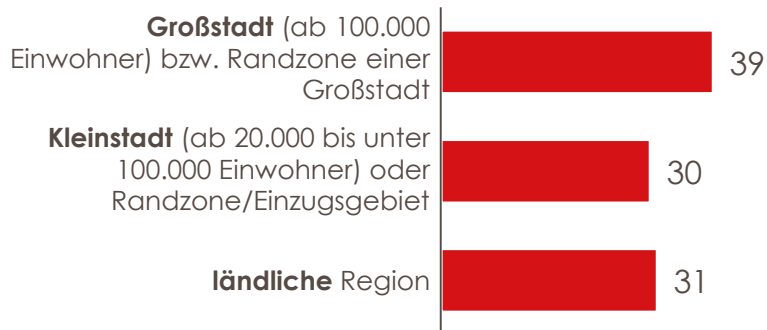 Großstadt (ab 100.000
Einwohner) bzw. Randzone einer
Großstadt
39
Kleinstadt (ab 20.000 bis unter
100.000 Einwohner) oder
Randzone/Einzugsgebiet
30
ländliche Region
31